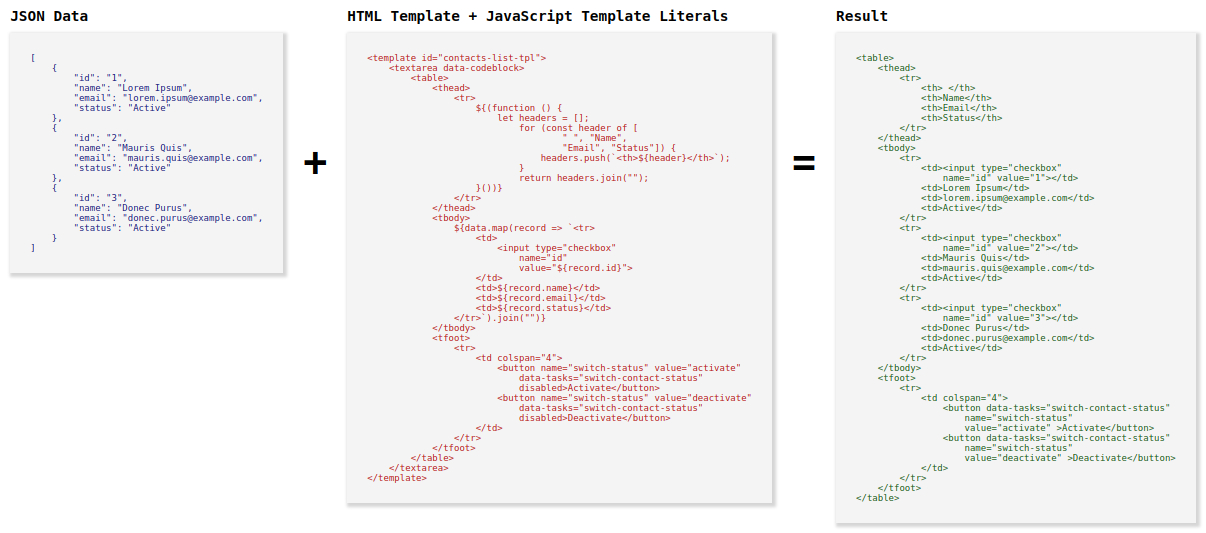 JSON Data
[
    {
        "id": "1",
        "name": "Lorem Ipsum",
        "email": "lorem.ipsum@example.com",
        "status": "Active"
    },
    {
        "id": "2",
        "name": "Mauris Quis",
        "email": "mauris.quis@example.com",
        "status": "Active"
    },
    {
        "id": "3",
        "name": "Donec Purus",
        "email": "donec.purus@example.com",
        "status": "Active"
    }
]
+
HTML Template + JavaScript Template Literals
<template id="contacts-list-tpl">
    <textarea data-codeblock>
        <table>
            <thead>
                <tr>
                    ${(function () {
                        let headers = [];
                            for (const header of [
                                    " ", "Name",
                                    "Email", "Status"]) {
                                headers.push(`<th>${header}</th>`);
                            }
                            return headers.join("");
                    }())}
                </tr>
            </thead>
            <tbody>
                ${data.map(record => `<tr>
                    <td>
                        <input type="checkbox"
                            name="id"
                            value="${record.id}">
                    </td>
                    <td>${record.name}</td>
                    <td>${record.email}</td>
                    <td>${record.status}</td>
                </tr>`).join("")}
            </tbody>
            <tfoot>
                <tr>
                    <td colspan="4">
                        <button name="switch-status" value="activate"
                            data-tasks="switch-contact-status"
                            disabled>Activate</button>
                        <button name="switch-status" value="deactivate"
                            data-tasks="switch-contact-status"
                            disabled>Deactivate</button>
                    </td>
                </tr>
            </tfoot>
        </table>
    </textarea>
</template>
=
Result
<table>
    <thead>
        <tr>
            <th> </th>
            <th>Name</th>
            <th>Email</th>
            <th>Status</th>
        </tr>
    </thead>
    <tbody>
        <tr>
            <td><input type="checkbox"
                name="id" value="1"></td>
            <td>Lorem Ipsum</td>
            <td>lorem.ipsum@example.com</td>
            <td>Active</td>
        </tr>
        <tr>
            <td><input type="checkbox"
                name="id" value="2"></td>
            <td>Mauris Quis</td>
            <td>mauris.quis@example.com</td>
            <td>Active</td>
        </tr>
        <tr>
            <td><input type="checkbox"
                name="id" value="3"></td>
            <td>Donec Purus</td>
            <td>donec.purus@example.com</td>
            <td>Active</td>
        </tr>
    </tbody>
    <tfoot>
        <tr>
            <td colspan="4">
                <button data-tasks="switch-contact-status"
                    name="switch-status"
                    value="activate" >Activate</button>
                <button data-tasks="switch-contact-status"
                    name="switch-status"
                    value="deactivate" >Deactivate</button>
            </td>
        </tr>
    </tfoot>
</table>